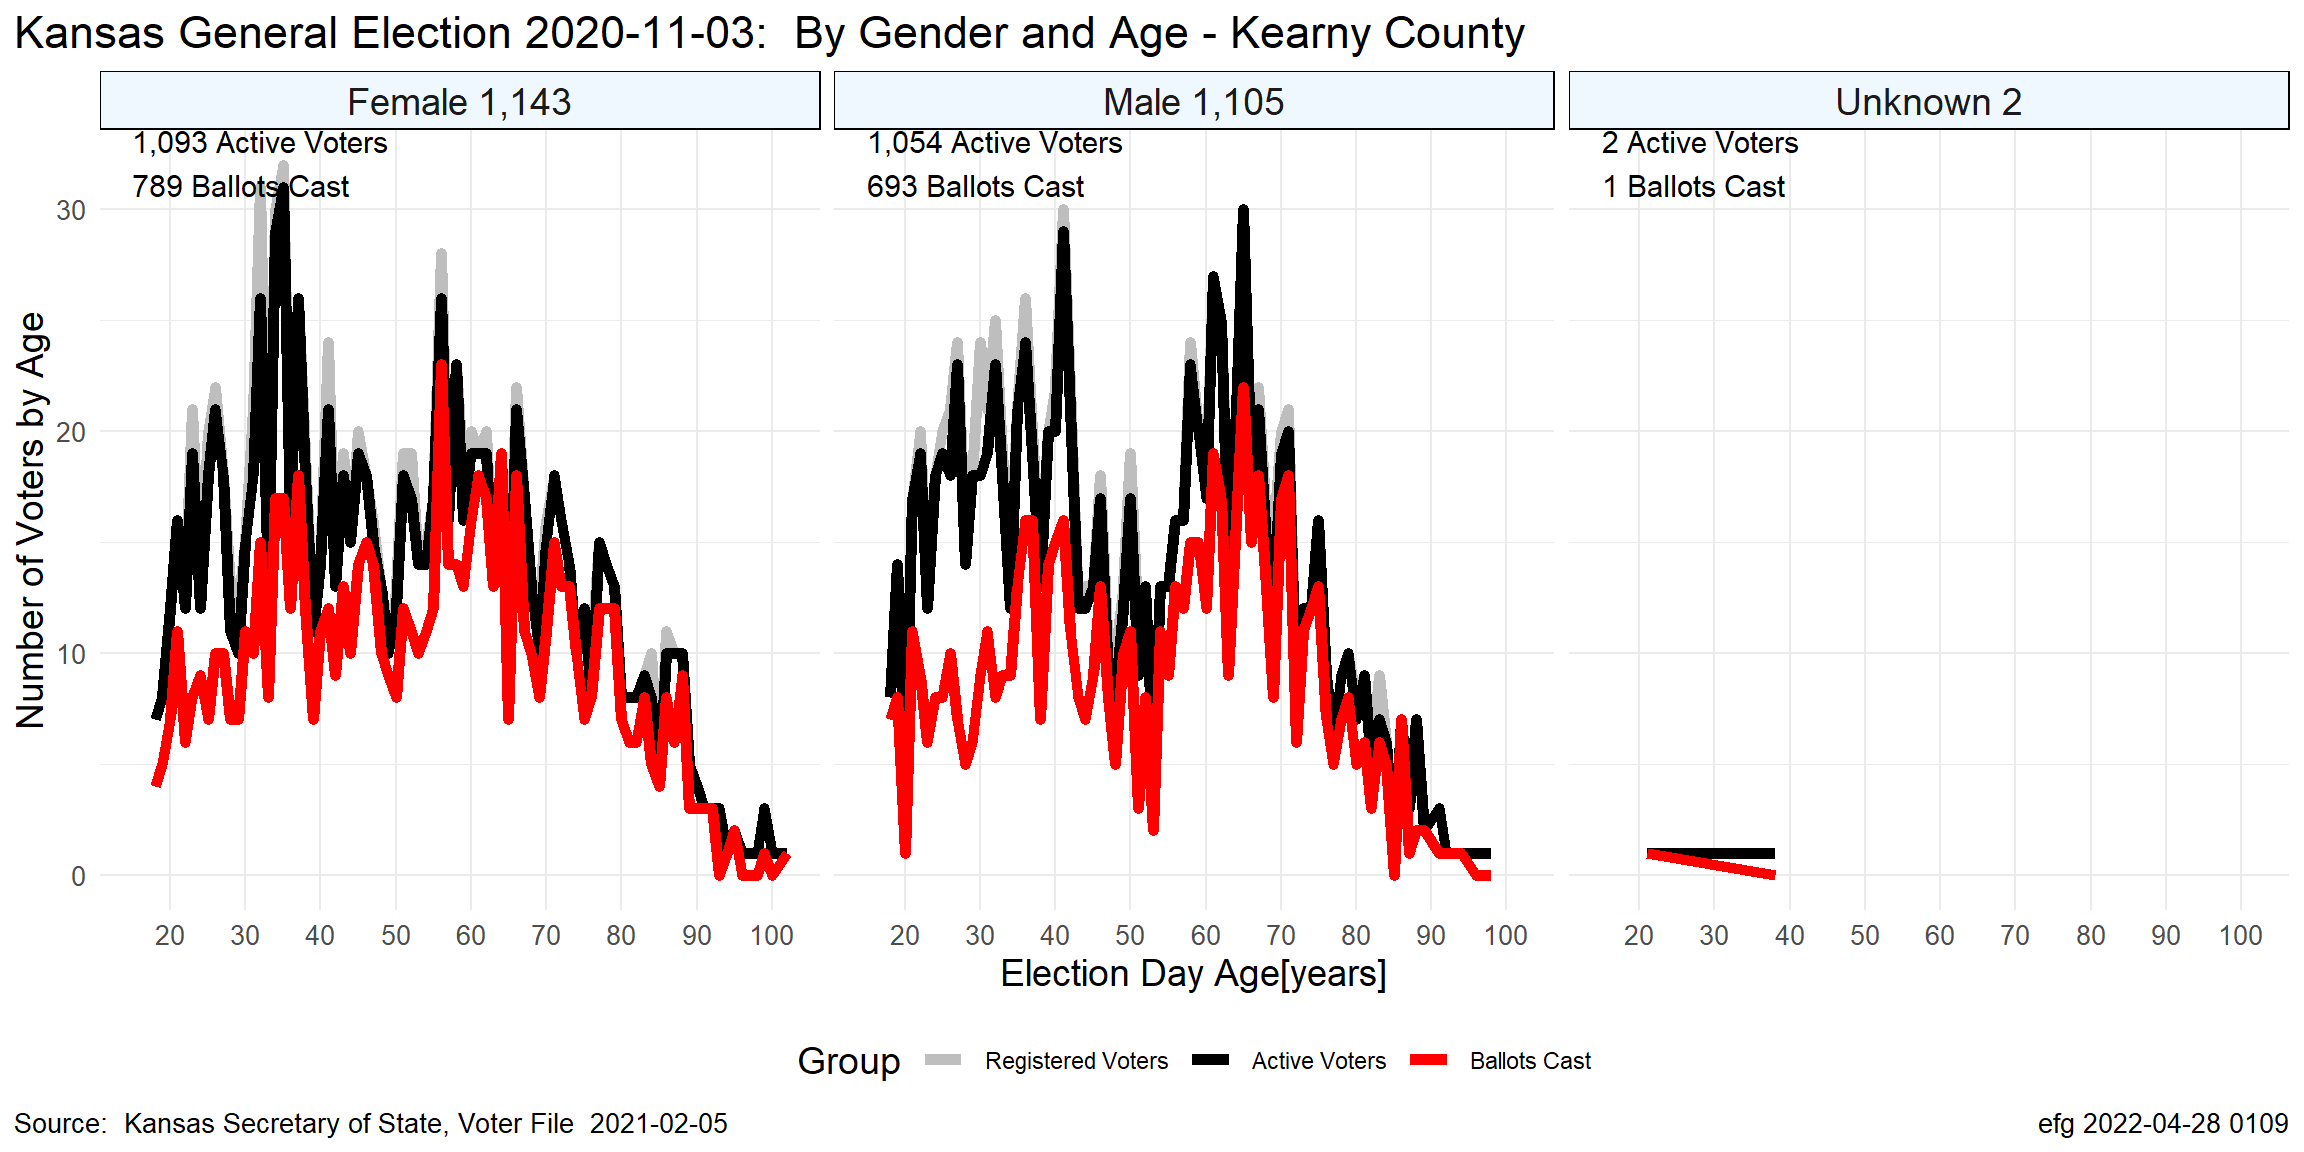 Kansas General Election 2020-11-03:  By Gender and Age - Kearny County
Female 1,143
Male 1,105
Unknown 2
1,093 Active Voters
789 Ballots Cast
1,054 Active Voters
693 Ballots Cast
2 Active Voters
1 Ballots Cast
Number of Voters by Age
30
20
10
0
20 30 40 50 60 70 80 90 100
20 30 40 50 60 70 80 90 100
20 30 40 50 60 70 80 90 100
Election Day Age[years]
Group Registered Voters Active Voters Ballots Cast
Source:  Kansas Secretary of State, Voter File  2021-02-05
efg 2022-04-28 0109